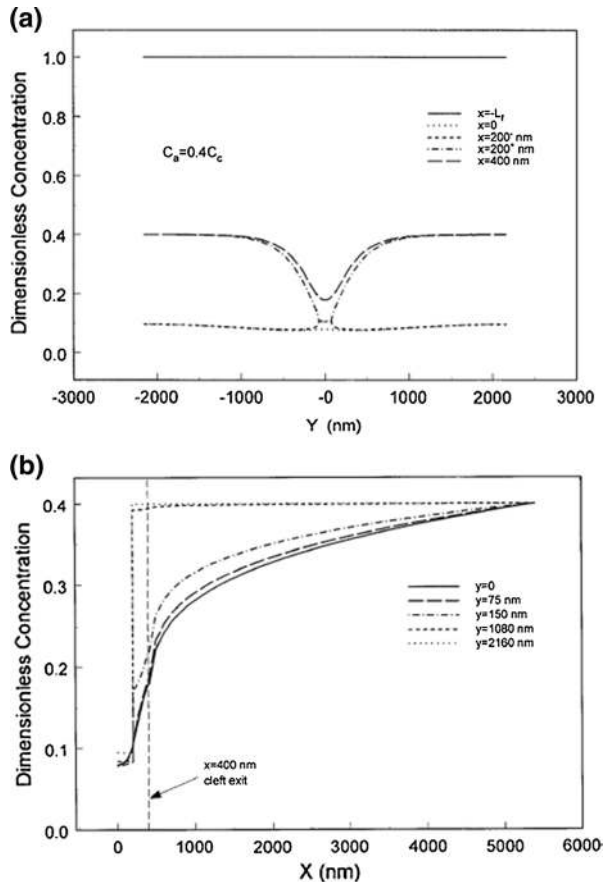 (a)
Dimensionless Concentration
1.0
0.8
0.6
0.4
0.2
0.0
x=-Lf
x=0
x=200- nm
x=200+ nm
x=400 nm
Ca=0.4Cc
-3000 -2000 -1000 -0 1000 2000 3000
Y (nm)
(b)
Dimensionless Concentration
0.4
0.3
0.2
0.1
0.0
y=0
y=75 nm
y=150 nm
y=1080 nm
y=2160 nm
x=400 nm
cleft exit
0 1000 2000 3000 4000 5000 6000
X (nm)